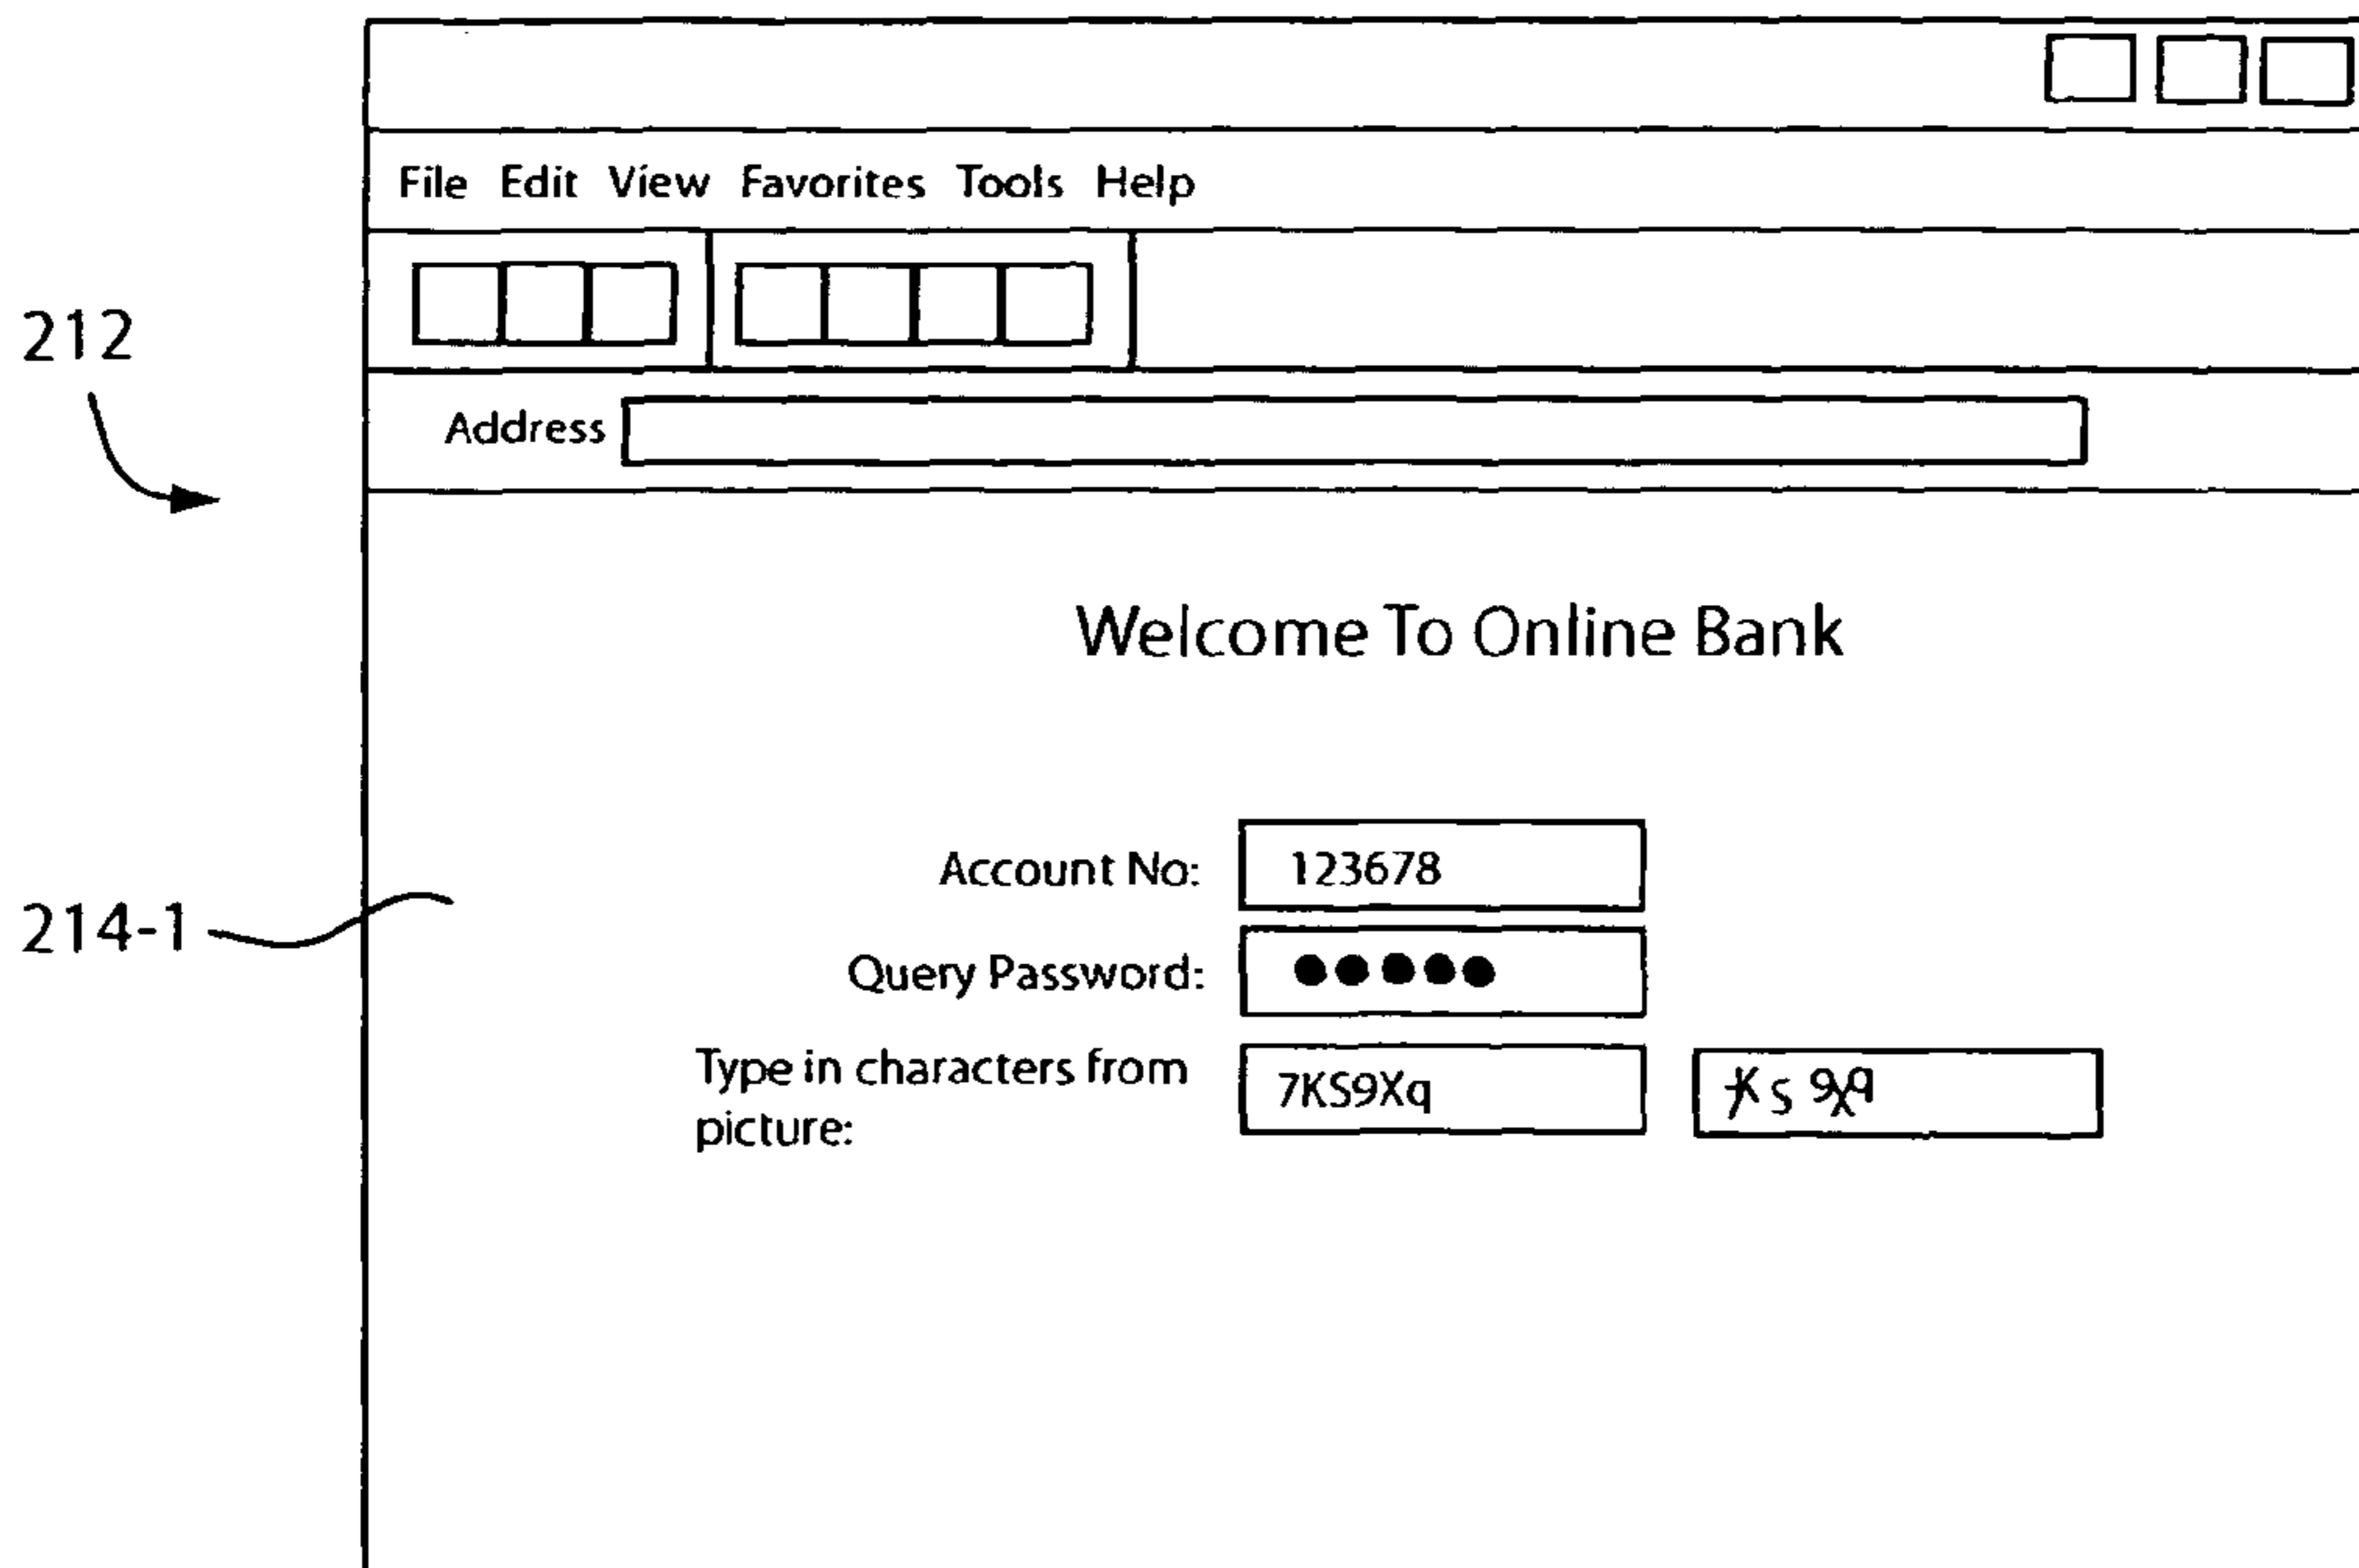 File Edit View Favorites Tools Help
212
Address
Welcome To Online Bank
Account No: 123678
214-1
Query Password: ●●●●●
Type in characters from 7KS9Xq 7Ks9Xq
picture: